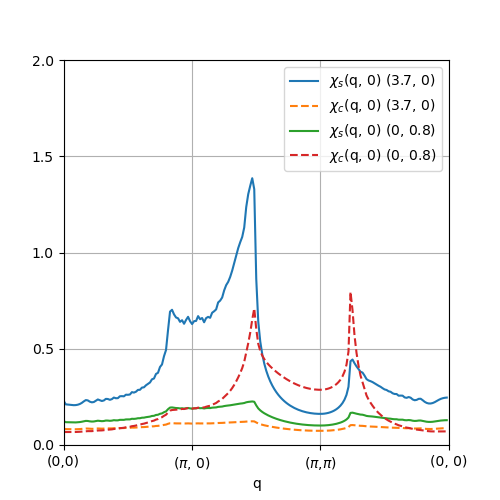 2.0
1.5
1.0
0.5
0.0
χs(q, 0) (3.7, 0)
χc(q, 0) (3.7, 0)
χs(q, 0) (0, 0.8)
χc(q, 0) (0, 0.8)
(0,0) (π, 0) (π,π) (0, 0)
q